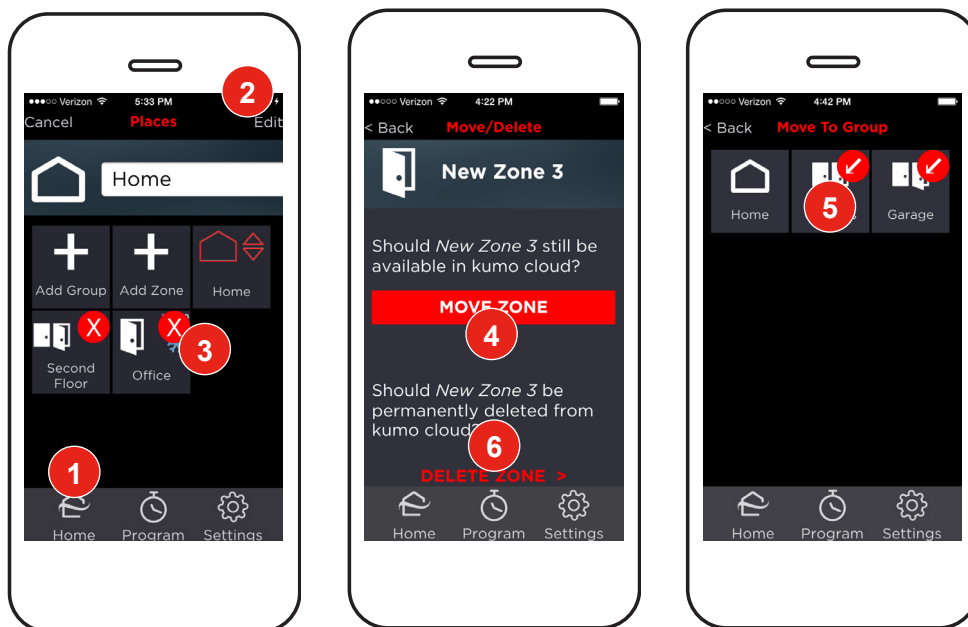 Verizon
5:33 PM
2
Cancel
Places
Edit
Home
Add Group
Add Zone
Home
X
X
3
Second
Floor
Office
1
Home
Program
Settings
Verizon
4:22 PM
< Back
Move/Delete
New Zone 3
Should New Zone 3 still be
available in kumo cloud?
MOVE ZONE
4
Should New Zone 3 be
permanently deleted from
kumo cloud?
6
DELETE ZONE >
Home
Program
Settings
Verizon
4:42 PM
< Back
Move To Group
5
Home
Garage
Home
Program
Settings